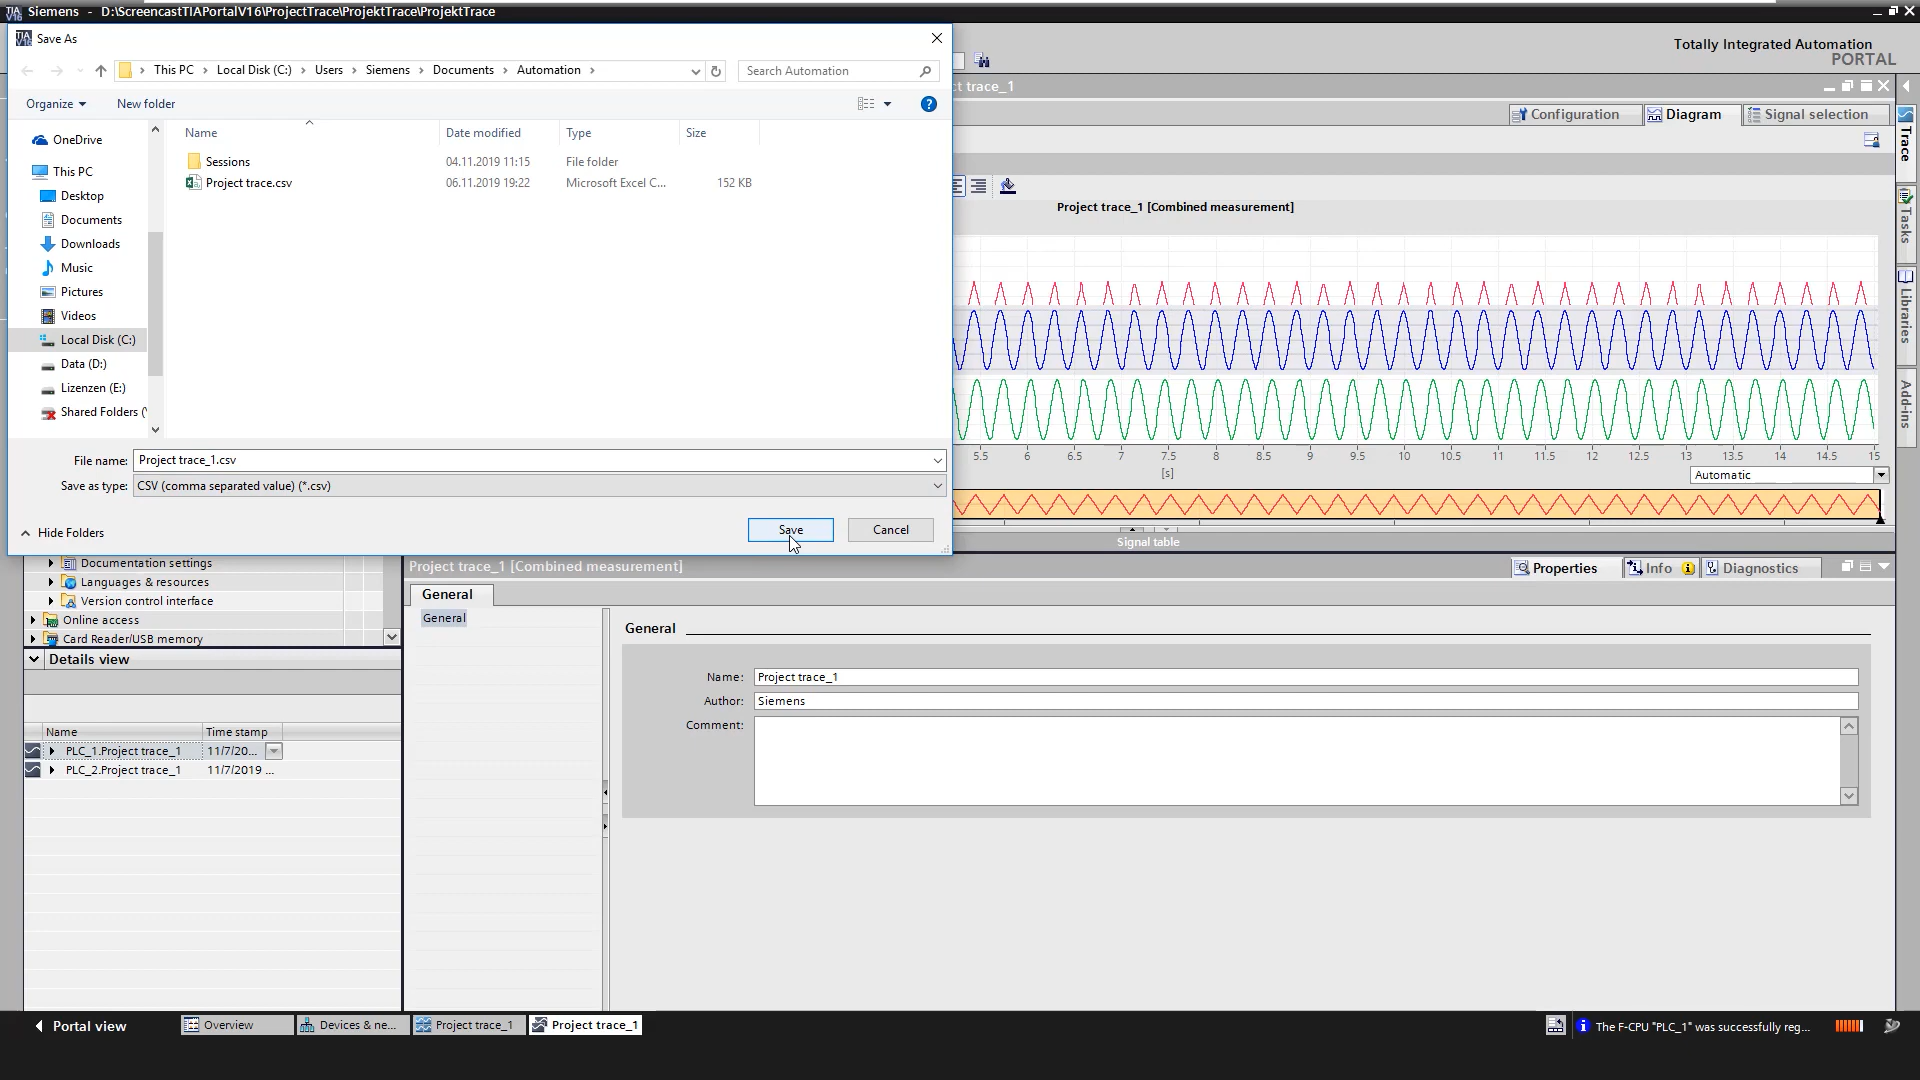 Siemens - D:\ScreencastTIAPortalV16\ProjectTrace\ProjektTrace\ProjektTrace
Totally Integrated Automation
PORTAL
Save As
This PC > Local Disk (C:) > Users > Siemens > Documents > Automation >
Search Automation
Organize
New folder
Name
Date modified
Type
Size
Sessions
04.11.2019 11:15
File folder
Project trace.csv
06.11.2019 19:22
Microsoft Excel C...
152 KB
OneDrive
This PC
Desktop
Documents
Downloads
Music
Pictures
Videos
Local Disk (C:)
Data (D:)
Lizenzen (E:)
Shared Folders (
File name: Project trace_1.csv
Save as type: CSV (comma separated value) (*.csv)
Hide Folders
Save
Cancel
ct trace_1
Configuration
Diagram
Signal selection
Project trace_1 [Combined measurement]
5.5 6 6.5 7 7.5 8 8.5 9 9.5 10 10.5 11 11.5 12 12.5 13 13.5 14 14.5 15
[s]
Automatic
Signal table
Trace
Tasks
Libraries
Add-ins
Documentation settings
Languages & resources
Version control interface
Online access
Card Reader/USB memory
Details view
Name
Time stamp
PLC_1.Project trace_1
11/7/20...
PLC_2.Project trace_1
11/7/2019 ...
Project trace_1 [Combined measurement]
Properties
Info
Diagnostics
General
General
General
Name: Project trace_1
Author: Siemens
Comment:
Portal view
Overview
Devices & ne...
Project trace_1
Project trace_1
The F-CPU "PLC_1" was successfully reg...